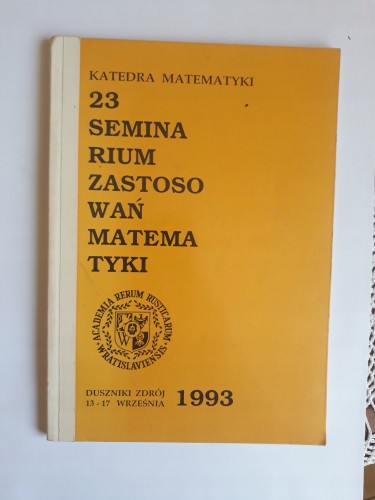 KATEDRA MATEMATYKI
23
SEMINA
RIUM
ZASTOSO
WAŃ
MATEMA
TYKI
ACADEMIA RERUM RUSTICARUM
WRATISLAVIENSIS
DUSZNIKI ZDRÓJ
13 - 17 WRZEŚNIA 1993